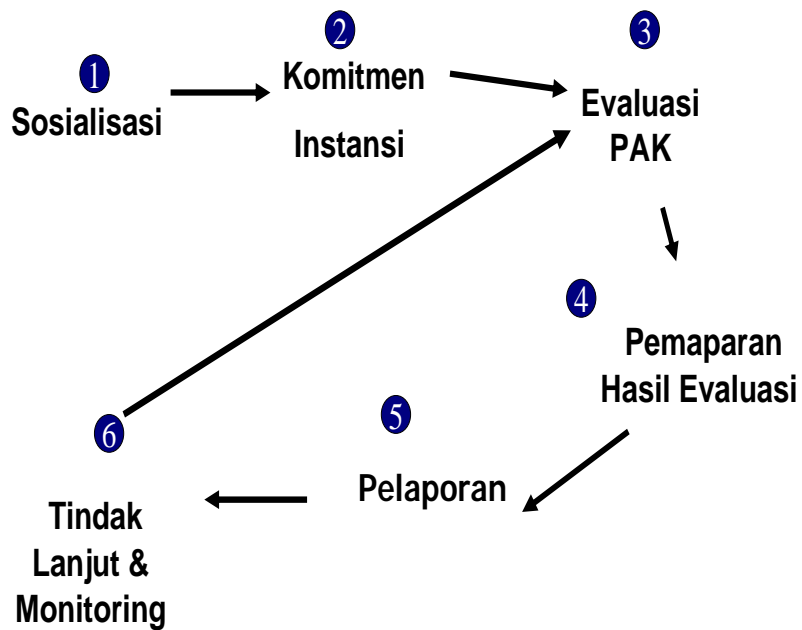 1
Sosialisasi
2
Komitmen
Instansi
3
Evaluasi
PAK
4
Pemaparan
Hasil Evaluasi
5
Pelaporan
6
Tindak
Lanjut &
Monitoring